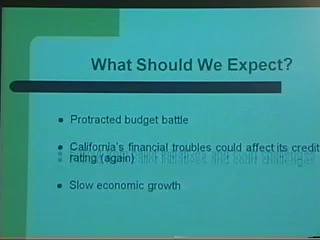 What Should We Expect?
Protracted budget battle
California's financial troubles could affect its credit
rating (again)
Slow economic growth